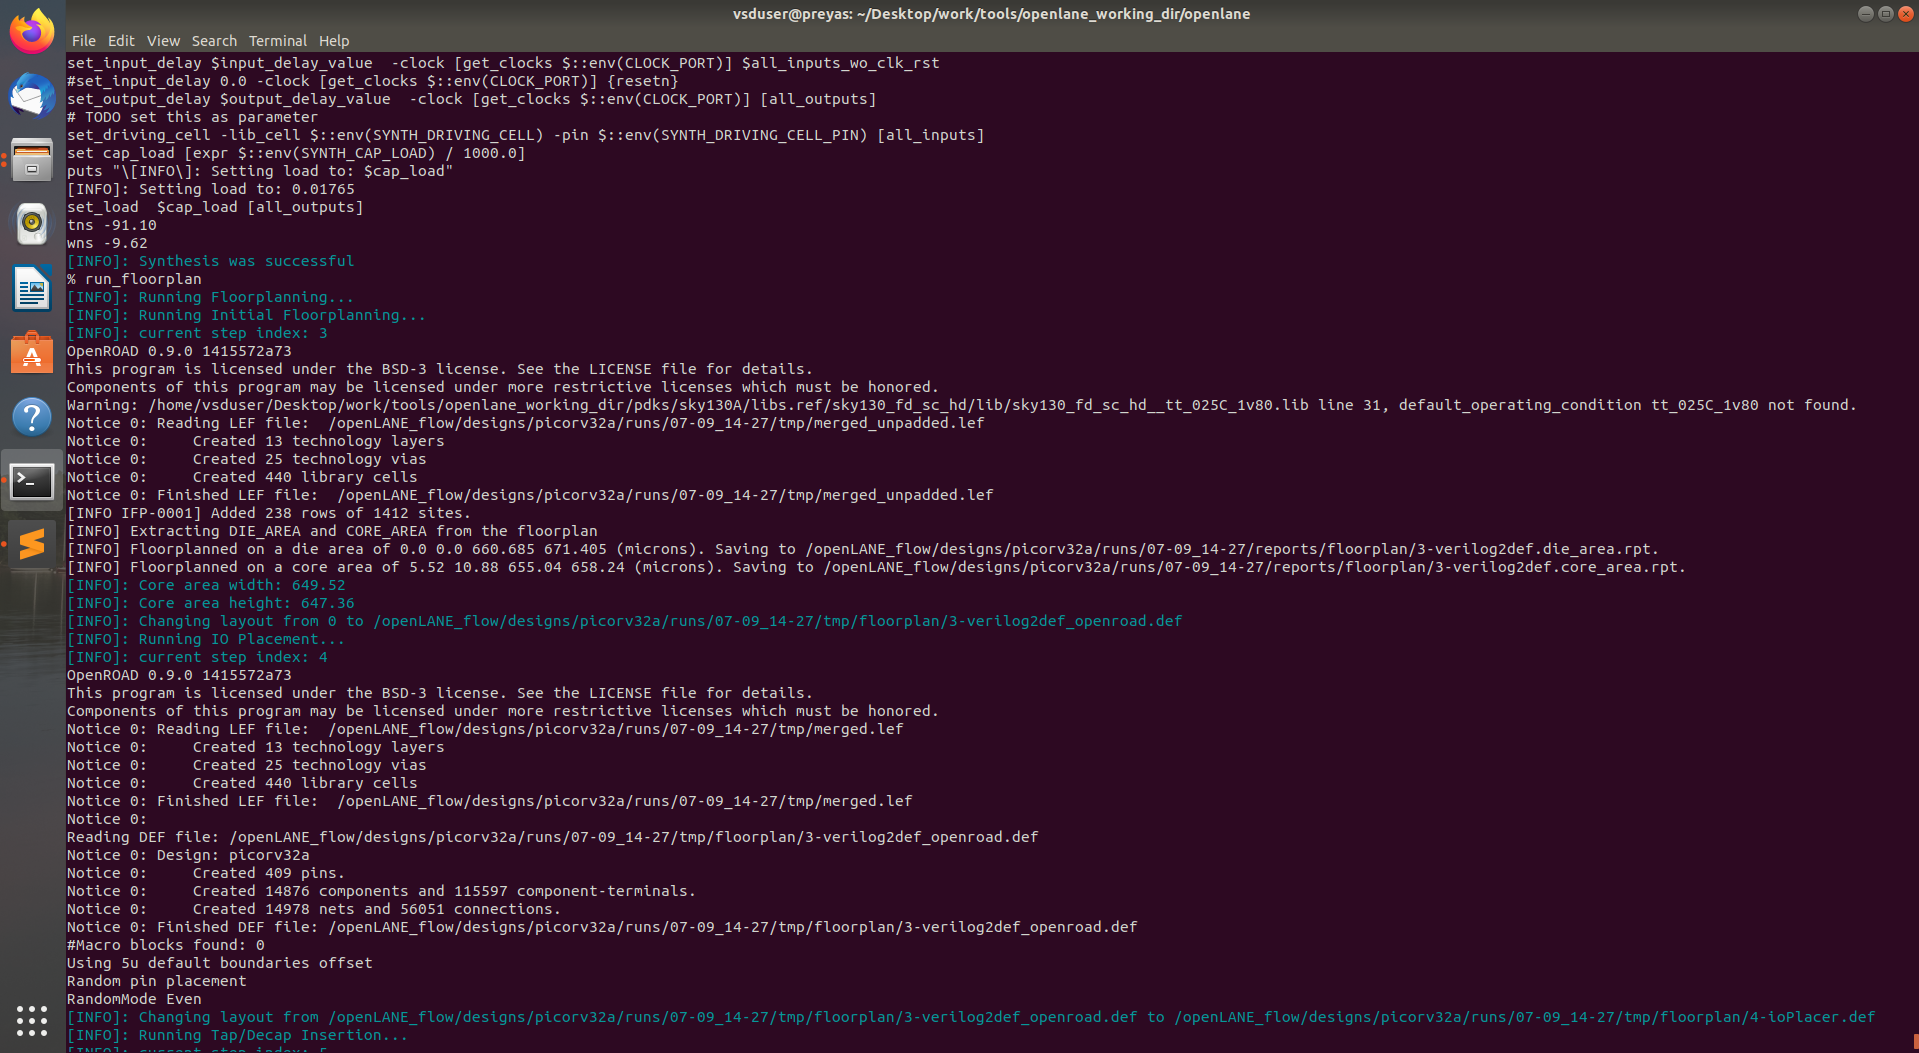 vsduser@preyas: ~/Desktop/work/tools/openlane_working_dir/openlane
File Edit View Search Terminal Help
set_input_delay $input_delay_value  -clock [get_clocks $::env(CLOCK_PORT)] $all_inputs_wo_clk_rst
#set_input_delay 0.0 -clock [get_clocks $::env(CLOCK_PORT)] {resetn}
set_output_delay $output_delay_value  -clock [get_clocks $::env(CLOCK_PORT)] [all_outputs]
# TODO set this as parameter
set_driving_cell -lib_cell $::env(SYNTH_DRIVING_CELL) -pin $::env(SYNTH_DRIVING_CELL_PIN) [all_inputs]
set cap_load [expr $::env(SYNTH_CAP_LOAD) / 1000.0]
puts "\[INFO\]: Setting load to: $cap_load"
[INFO]: Setting load to: 0.01765
set_load  $cap_load [all_outputs]
tns -91.10
wns -9.62
[INFO]: Synthesis was successful
% run_floorplan
[INFO]: Running Floorplanning...
[INFO]: Running Initial Floorplanning...
[INFO]: current step index: 3
OpenROAD 0.9.0 1415572a73
This program is licensed under the BSD-3 license. See the LICENSE file for details.
Components of this program may be licensed under more restrictive licenses which must be honored.
Warning: /home/vsduser/Desktop/work/tools/openlane_working_dir/pdks/sky130A/libs.ref/sky130_fd_sc_hd/lib/sky130_fd_sc_hd__tt_025C_1v80.lib line 31, default_operating_condition tt_025C_1v80 not found.
Notice 0: Reading LEF file:  /openLANE_flow/designs/picorv32a/runs/07-09_14-27/tmp/merged_unpadded.lef
Notice 0:     Created 13 technology layers
Notice 0:     Created 25 technology vias
Notice 0:     Created 440 library cells
Notice 0: Finished LEF file:  /openLANE_flow/designs/picorv32a/runs/07-09_14-27/tmp/merged_unpadded.lef
[INFO IFP-0001] Added 238 rows of 1412 sites.
[INFO] Extracting DIE_AREA and CORE_AREA from the floorplan
[INFO] Floorplanned on a die area of 0.0 0.0 660.685 671.405 (microns). Saving to /openLANE_flow/designs/picorv32a/runs/07-09_14-27/reports/floorplan/3-verilog2def.die_area.rpt.
[INFO] Floorplanned on a core area of 5.52 10.88 655.04 658.24 (microns). Saving to /openLANE_flow/designs/picorv32a/runs/07-09_14-27/reports/floorplan/3-verilog2def.core_area.rpt.
[INFO]: Core area width: 649.52
[INFO]: Core area height: 647.36
[INFO]: Changing layout from 0 to /openLANE_flow/designs/picorv32a/runs/07-09_14-27/tmp/floorplan/3-verilog2def_openroad.def
[INFO]: Running IO Placement...
[INFO]: current step index: 4
OpenROAD 0.9.0 1415572a73
This program is licensed under the BSD-3 license. See the LICENSE file for details.
Components of this program may be licensed under more restrictive licenses which must be honored.
Notice 0: Reading LEF file:  /openLANE_flow/designs/picorv32a/runs/07-09_14-27/tmp/merged.lef
Notice 0:     Created 13 technology layers
Notice 0:     Created 25 technology vias
Notice 0:     Created 440 library cells
Notice 0: Finished LEF file:  /openLANE_flow/designs/picorv32a/runs/07-09_14-27/tmp/merged.lef
Notice 0:
Reading DEF file: /openLANE_flow/designs/picorv32a/runs/07-09_14-27/tmp/floorplan/3-verilog2def_openroad.def
Notice 0: Design: picorv32a
Notice 0:     Created 409 pins.
Notice 0:     Created 14876 components and 115597 component-terminals.
Notice 0:     Created 14978 nets and 56051 connections.
Notice 0: Finished DEF file: /openLANE_flow/designs/picorv32a/runs/07-09_14-27/tmp/floorplan/3-verilog2def_openroad.def
#Macro blocks found: 0
Using 5u default boundaries offset
Random pin placement
RandomMode Even
[INFO]: Changing layout from /openLANE_flow/designs/picorv32a/runs/07-09_14-27/tmp/floorplan/3-verilog2def_openroad.def to /openLANE_flow/designs/picorv32a/runs/07-09_14-27/tmp/floorplan/4-ioPlacer.def
[INFO]: Running Tap/Decap Insertion...
[INFO]: current step index: 5